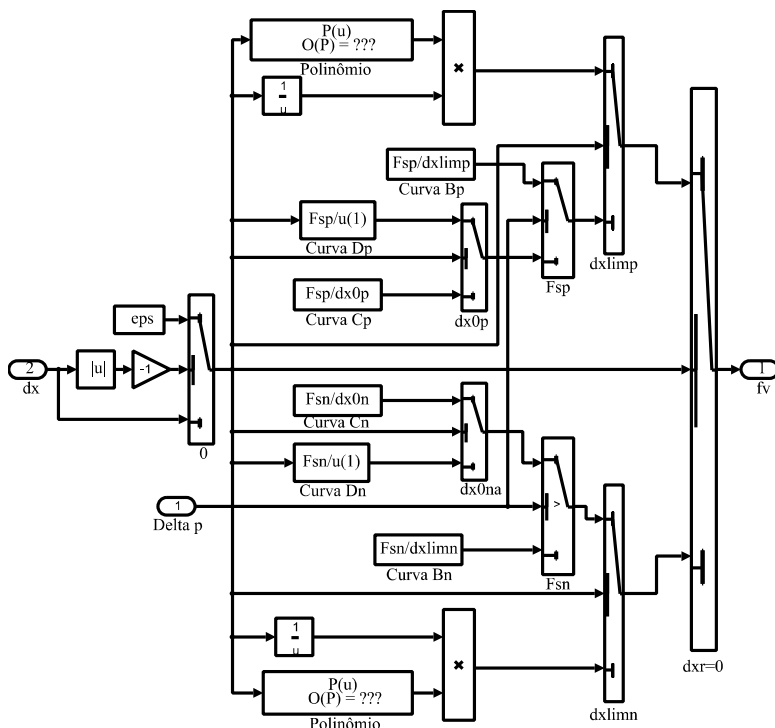 P(u)
O(P) = ???
Polinômio
×
1
u
Fsp/dxlimp
Curva Bp
Fsp/u(1)
Curva Dp
Fsp
dxlimp
Fsp/dx0p
Curva Cp
dx0p
eps
2
dx
|u|
-1
0
1
fv
Fsn/dx0n
Curva Cn
Fsn/u(1)
Curva Dn
dx0na
1
Delta p
>
Fsn/dxlimn
Curva Bn
Fsn
1
u
×
dxr=0
P(u)
O(P) = ???
Polinômio
dxlimn